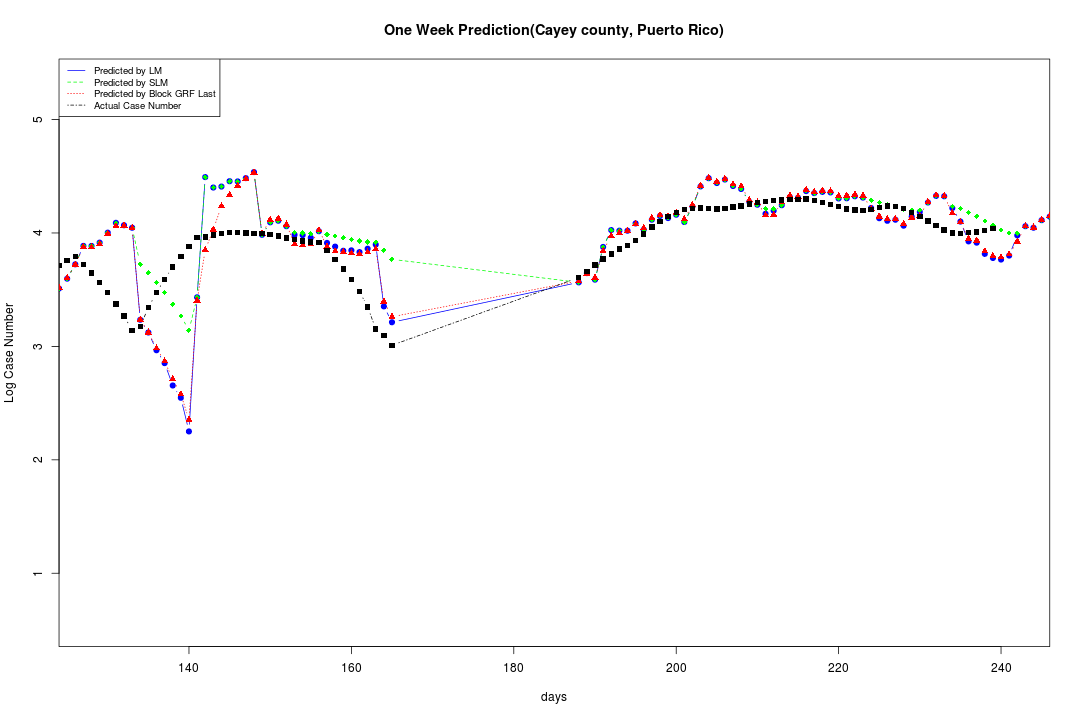 One Week Prediction(Cayey county, Puerto Rico)
Predicted by LM
Predicted by SLM
Predicted by Block GRF Last
Actual Case Number
5
4
3
2
1
Log Case Number
140 160 180 200 220 240
days